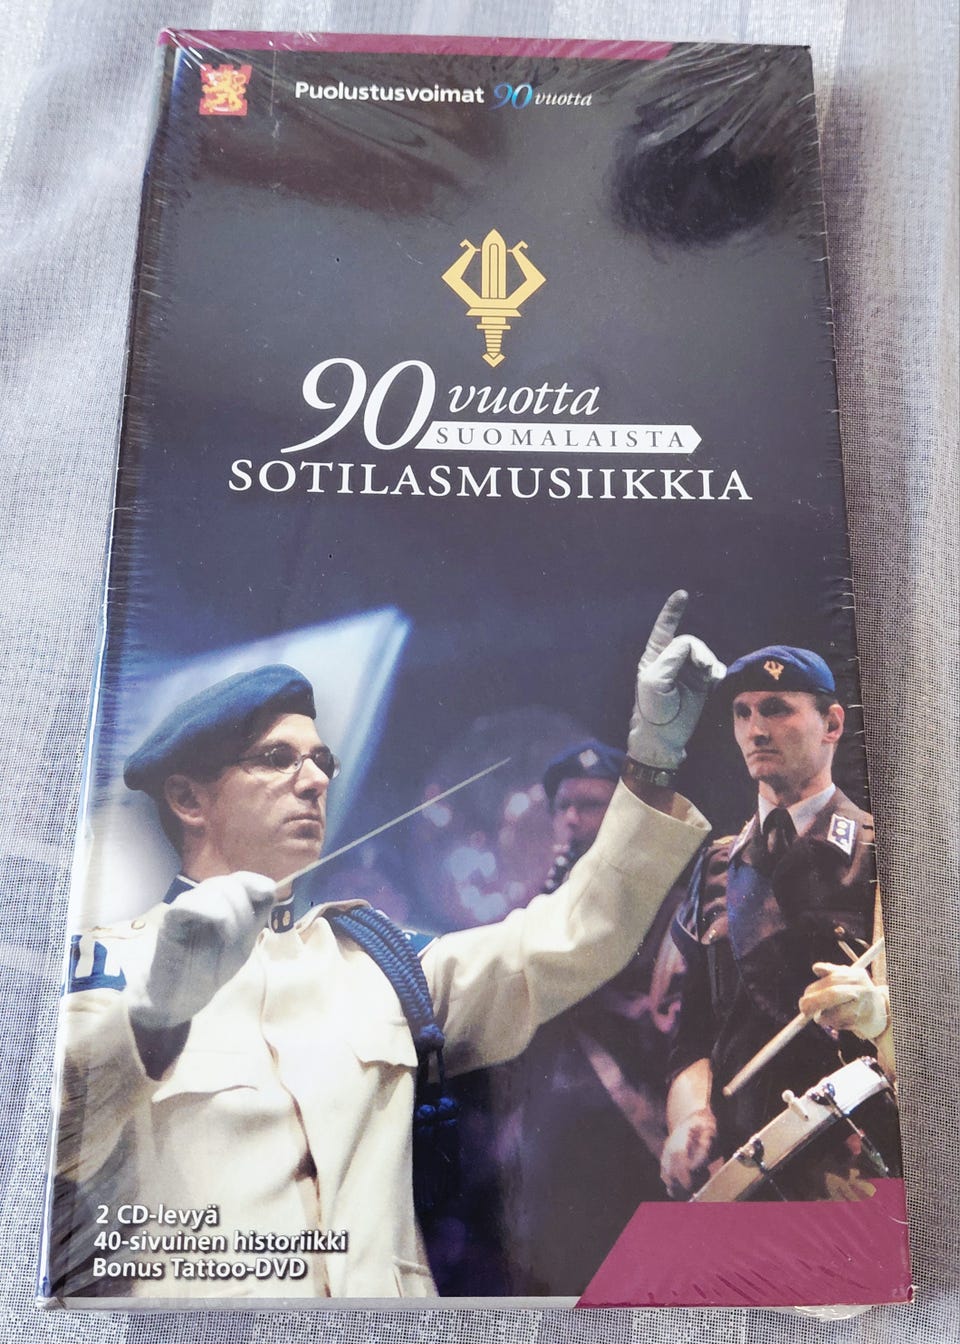 Puolustusvoimat 90 vuotta
90 vuotta
SUOMALAISTA
SOTILASMUSIIKKIA
2 CD-levyä
40-sivuinen historiikki
Bonus Tattoo-DVD